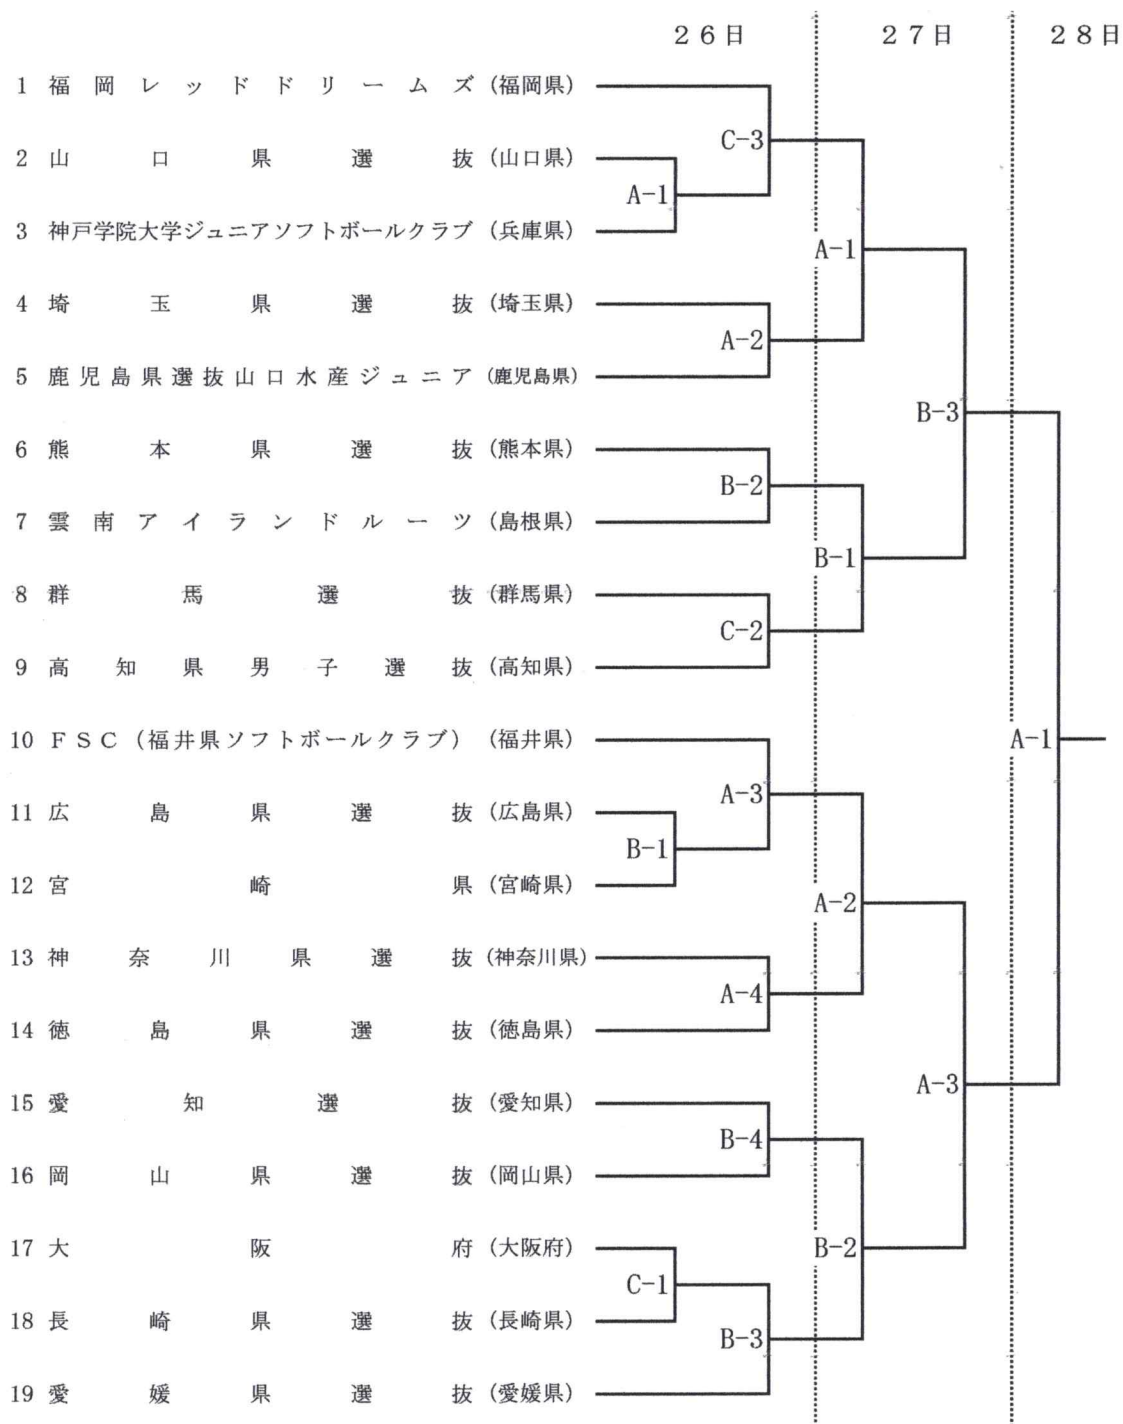 26日 27日 28日
1 福岡レッドドリームズ (福岡県)
C-3
2 山口県選抜 (山口県)
A-1
3 神戸学院大学ジュニアソフトボールクラブ (兵庫県)
A-1
4 埼玉県選抜 (埼玉県)
A-2
5 鹿児島県選抜山口水産ジュニア (鹿児島県)
B-3
6 熊本県選抜 (熊本県)
B-2
7 雲南アイランドルーツ (島根県)
B-1
8 群馬選抜 (群馬県)
C-2
9 高知県男子選抜 (高知県)
10 FSC(福井県ソフトボールクラブ) (福井県)
A-1
A-3
11 広島県選抜 (広島県)
B-1
12 宮崎県 (宮崎県)
A-2
13 神奈川県選抜 (神奈川県)
A-4
14 徳島県選抜 (徳島県)
A-3
15 愛知選抜 (愛知県)
B-4
16 岡山県選抜 (岡山県)
17 大阪府 (大阪府)
B-2
C-1
18 長崎県選抜 (長崎県)
B-3
19 愛媛県選抜 (愛媛県)